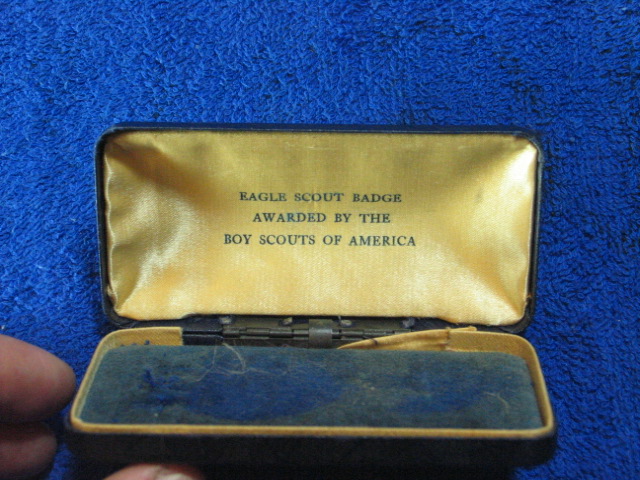 EAGLE SCOUT BADGE
AWARDED BY THE
BOY SCOUTS OF AMERICA